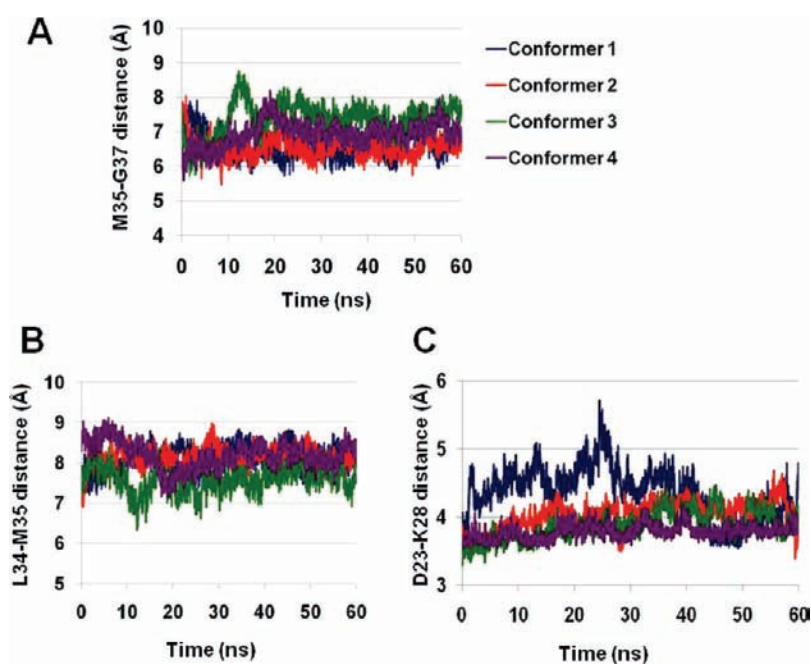 A
M35-G37 distance (Å)
10
9
8
7
6
5
4
0 10 20 30 40 50 60
Time (ns)
Conformer 1
Conformer 2
Conformer 3
Conformer 4
B
L34-M35 distance (Å)
10
9
8
7
6
5
0 10 20 30 40 50 60
Time (ns)
C
D23-K28 distance (Å)
6
5
4
3
0 10 20 30 40 50 60
Time (ns)